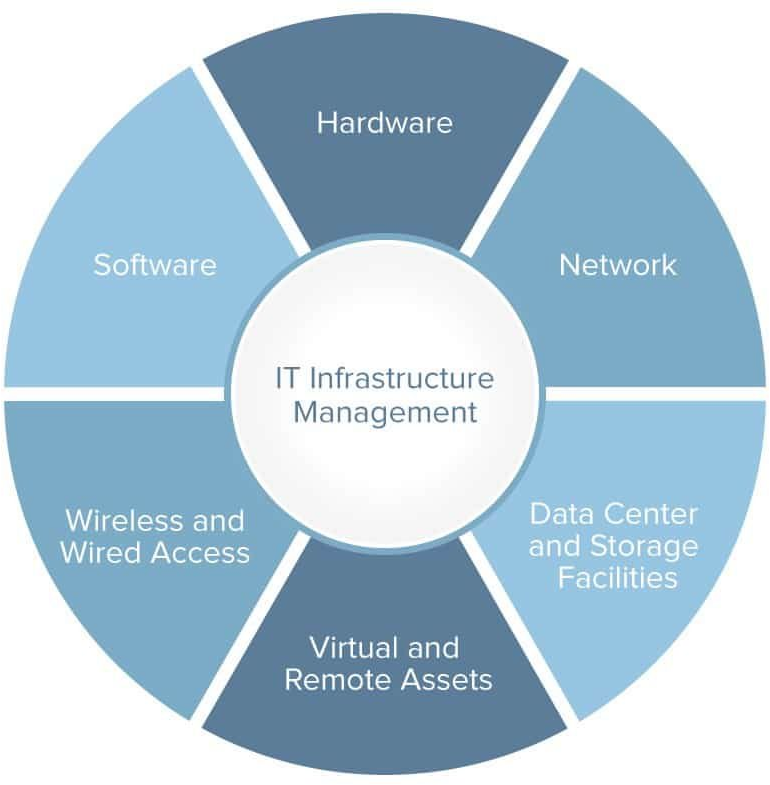 Hardware
Network
Data Center
and Storage
Facilities
Virtual and
Remote Assets
Wireless and
Wired Access
Software
IT Infrastructure
Management